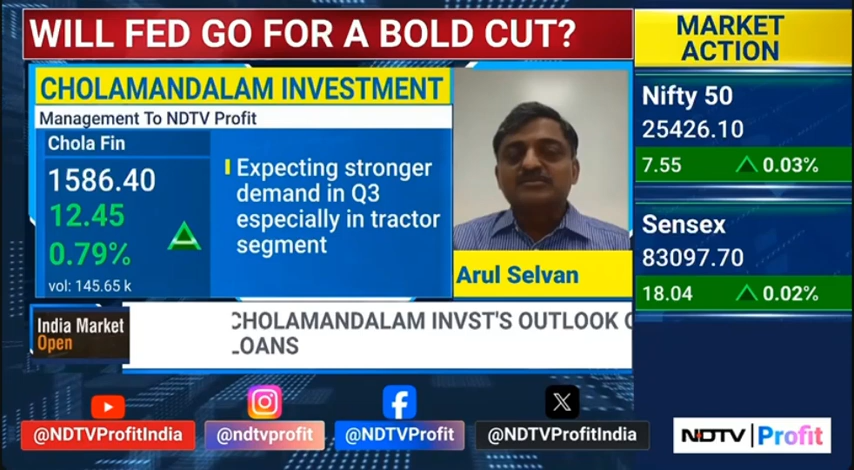 WILL FED GO FOR A BOLD CUT?
MARKET
ACTION
CHOLAMANDALAM INVESTMENT
Management To NDTV Profit
Chola Fin
1586.40
12.45
0.79%
vol: 145.65 k
Expecting stronger
demand in Q3
especially in tractor
segment
Arul Selvan
Nifty 50
25426.10
7.55 0.03%
Sensex
83097.70
18.04 0.02%
India Market
Open
CHOLAMANDALAM INVST'S OUTLOOK
LOANS
@NDTVProfitIndia
@ndtvprofit
@NDTVProfit
@NDTVProfitIndia
NDTV Profit